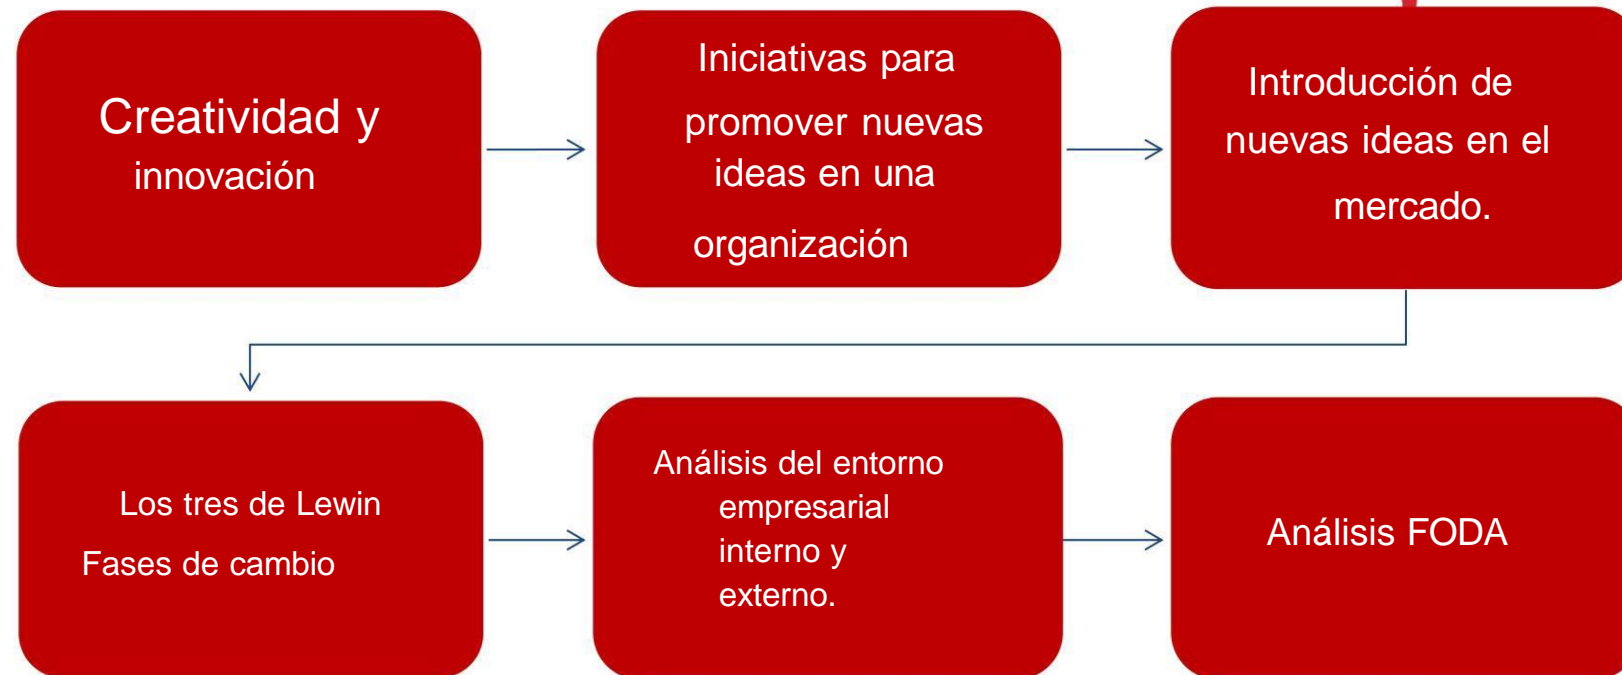 Creatividad y
innovación
Iniciativas para
promover nuevas
ideas en una
organización
Introducción de
nuevas ideas en el
mercado.
Los tres de Lewin
Fases de cambio
Análisis del entorno
empresarial
interno y
externo.
Análisis FODA